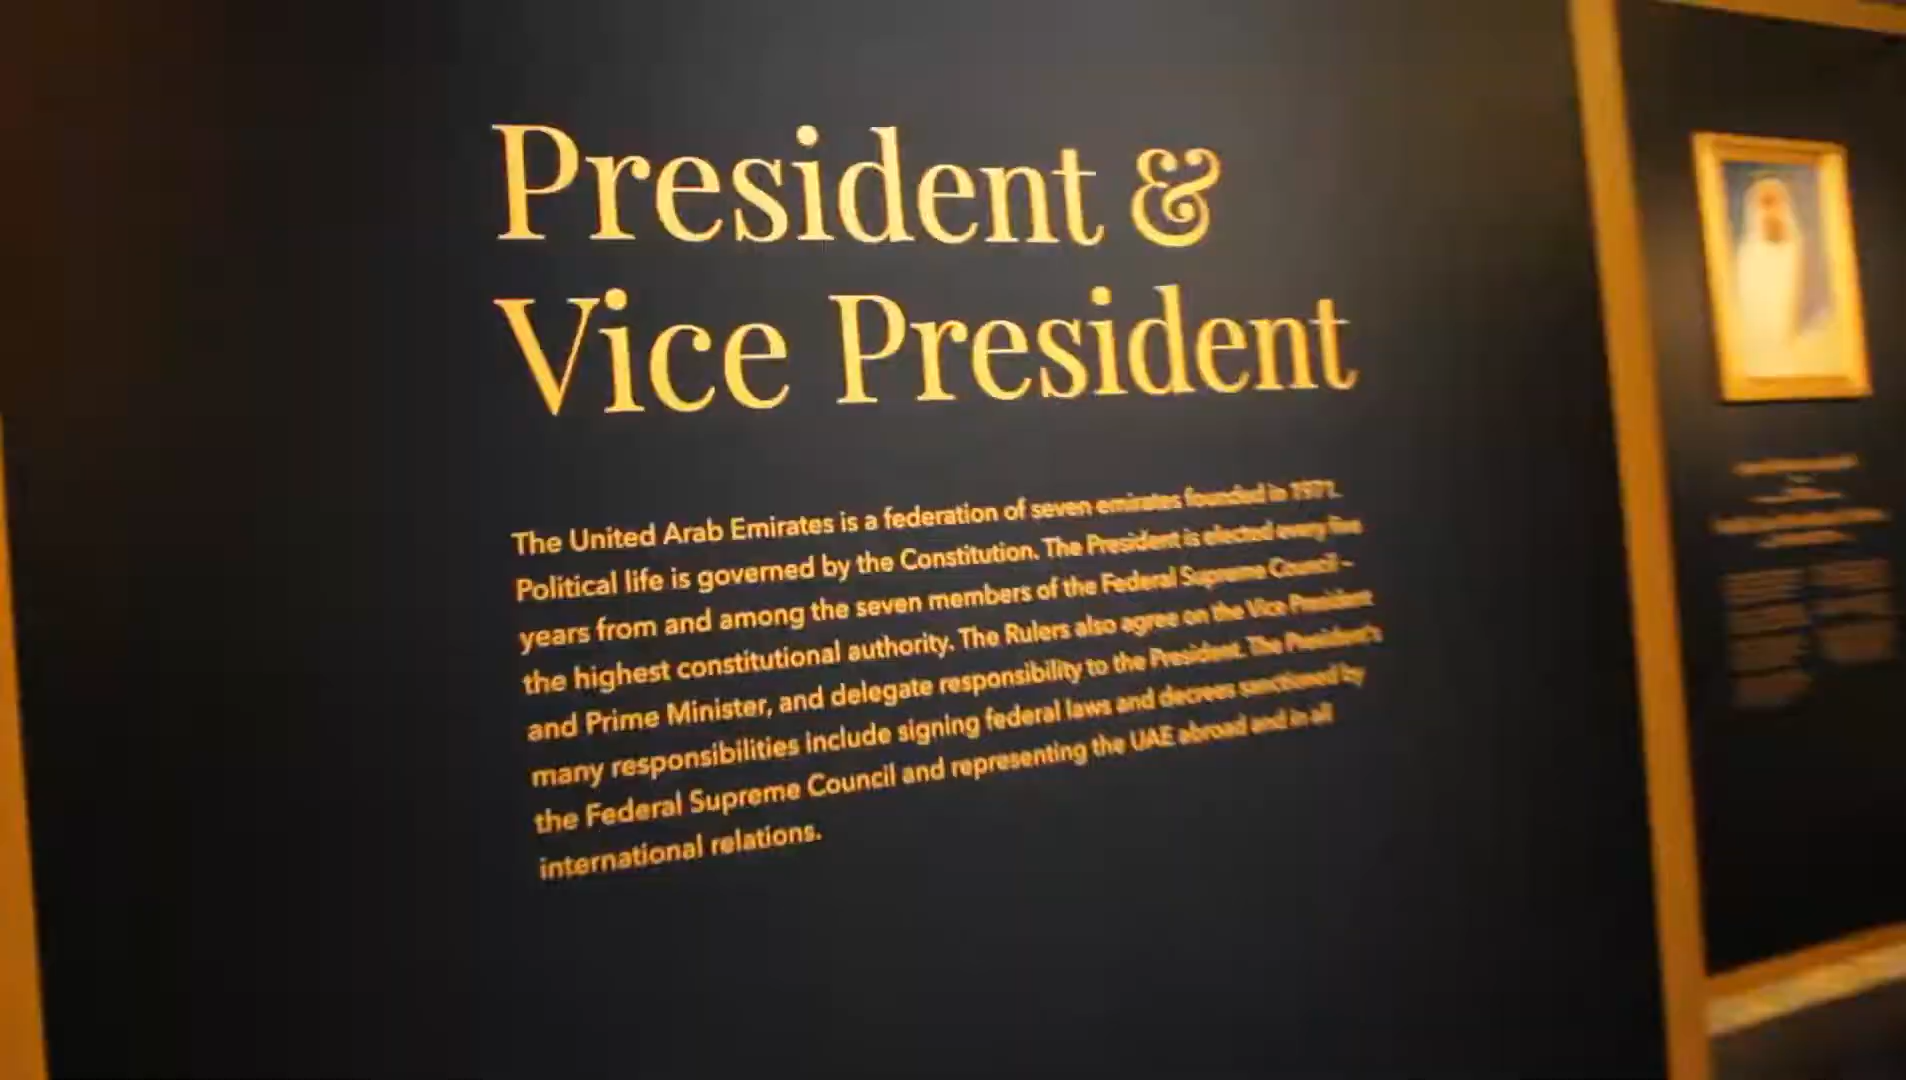 President &
Vice President
The United Arab Emirates is a federation of seven emirates founded in 1971.
Political life is governed by the Constitution. The President is elected every five
years from and among the seven members of the Federal Supreme Council –
the highest constitutional authority. The Rulers also agree on the Vice President
and Prime Minister, and delegate responsibility to the President. The President's
many responsibilities include signing federal laws and decrees sanctioned by
the Federal Supreme Council and representing the UAE abroad and in all
international relations.